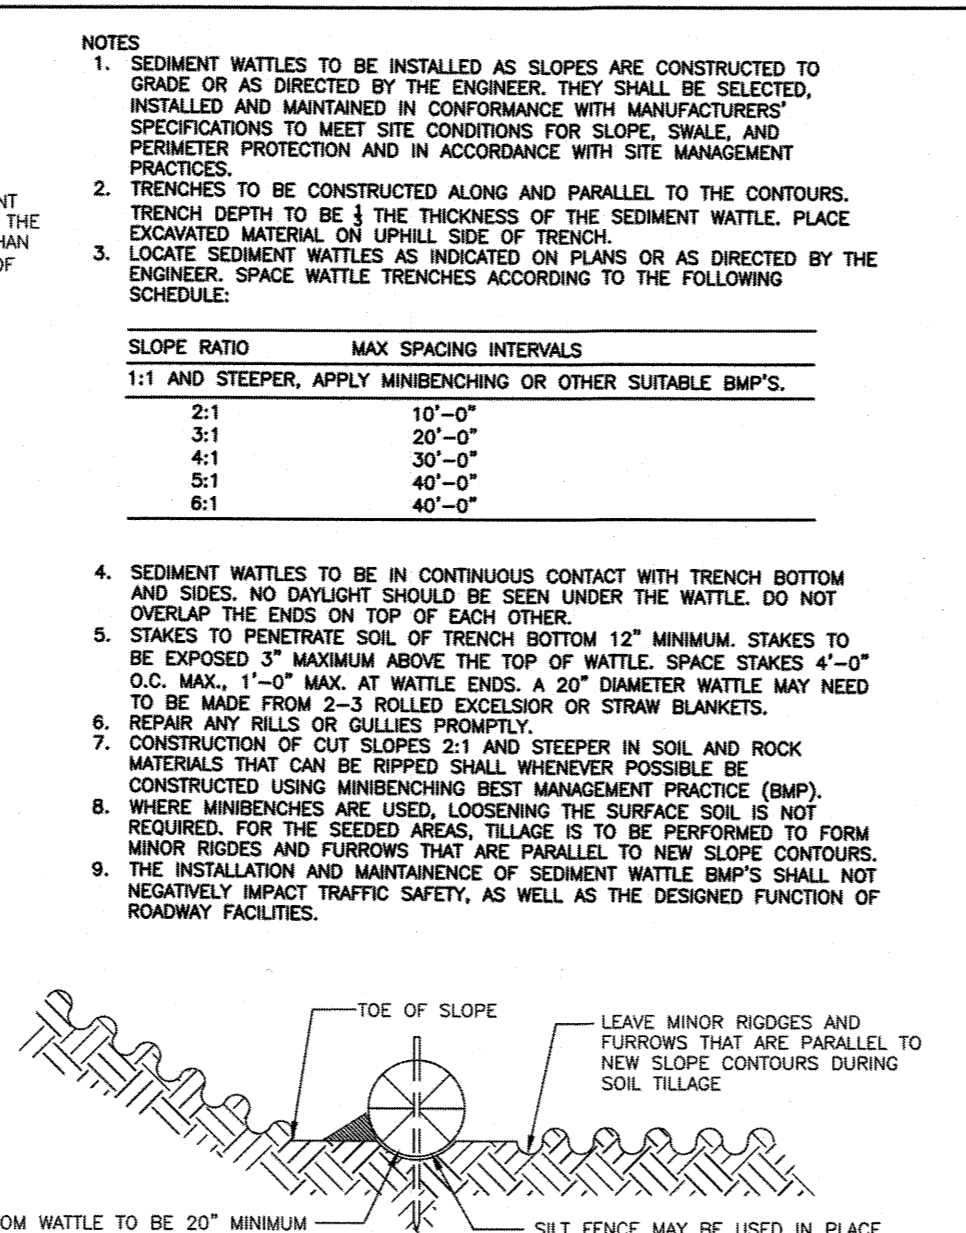 NOTES
1. SEDIMENT WATTLES TO BE INSTALLED AS SLOPES ARE CONSTRUCTED TO
GRADE OR AS DIRECTED BY THE ENGINEER. THEY SHALL BE SELECTED,
INSTALLED AND MAINTAINED IN CONFORMANCE WITH MANUFACTURERS'
SPECIFICATIONS TO MEET SITE CONDITIONS FOR SLOPE, SWALE, AND
PERIMETER PROTECTION AND IN ACCORDANCE WITH SITE MANAGEMENT
PRACTICES.
2. TRENCHES TO BE CONSTRUCTED ALONG AND PARALLEL TO THE CONTOURS.
TRENCH DEPTH TO BE ⅓ THE THICKNESS OF THE SEDIMENT WATTLE. PLACE
EXCAVATED MATERIAL ON UPHILL SIDE OF TRENCH.
3. LOCATE SEDIMENT WATTLES AS INDICATED ON PLANS OR AS DIRECTED BY THE
ENGINEER. SPACE WATTLE TRENCHES ACCORDING TO THE FOLLOWING
SCHEDULE:
NT
THE
HAN
OF
SLOPE RATIO MAX SPACING INTERVALS
1:1 AND STEEPER, APPLY MINIBENCHING OR OTHER SUITABLE BMP'S.
2:1 10'-0"
3:1 20'-0"
4:1 30'-0"
5:1 40'-0"
6:1 40'-0"
4. SEDIMENT WATTLES TO BE IN CONTINUOUS CONTACT WITH TRENCH BOTTOM
AND SIDES. NO DAYLIGHT SHOULD BE SEEN UNDER THE WATTLE. DO NOT
OVERLAP THE ENDS ON TOP OF EACH OTHER.
5. STAKES TO PENETRATE SOIL OF TRENCH BOTTOM 12" MINIMUM. STAKES TO
BE EXPOSED 3" MAXIMUM ABOVE THE TOP OF WATTLE. SPACE STAKES 4'-0"
O.C. MAX., 1'-0" MAX. AT WATTLE ENDS. A 20" DIAMETER WATTLE MAY NEED
TO BE MADE FROM 2-3 ROLLED EXCELSIOR OR STRAW BLANKETS.
6. REPAIR ANY RILLS OR GULLIES PROMPTLY.
7. CONSTRUCTION OF CUT SLOPES 2:1 AND STEEPER IN SOIL AND ROCK
MATERIALS THAT CAN BE RIPPED SHALL WHENEVER POSSIBLE BE
CONSTRUCTED USING MINIBENCHING BEST MANAGEMENT PRACTICE (BMP).
8. WHERE MINIBENCHES ARE USED, LOOSENING THE SURFACE SOIL IS NOT
REQUIRED. FOR THE SEEDED AREAS, TILLAGE IS TO BE PERFORMED TO FORM
MINOR RIGDES AND FURROWS THAT ARE PARALLEL TO NEW SLOPE CONTOURS.
9. THE INSTALLATION AND MAINTAINENCE OF SEDIMENT WATTLE BMP'S SHALL NOT
NEGATIVELY IMPACT TRAFFIC SAFETY, AS WELL AS THE DESIGNED FUNCTION OF
ROADWAY FACILITIES.
TOE OF SLOPE
LEAVE MINOR RIGDGES AND
FURROWS THAT ARE PARALLEL TO
NEW SLOPE CONTOURS DURING
SOIL TILLAGE
OM WATTLE TO BE 20" MINIMUM
SILT FENCE MAY BE USED IN PLACE